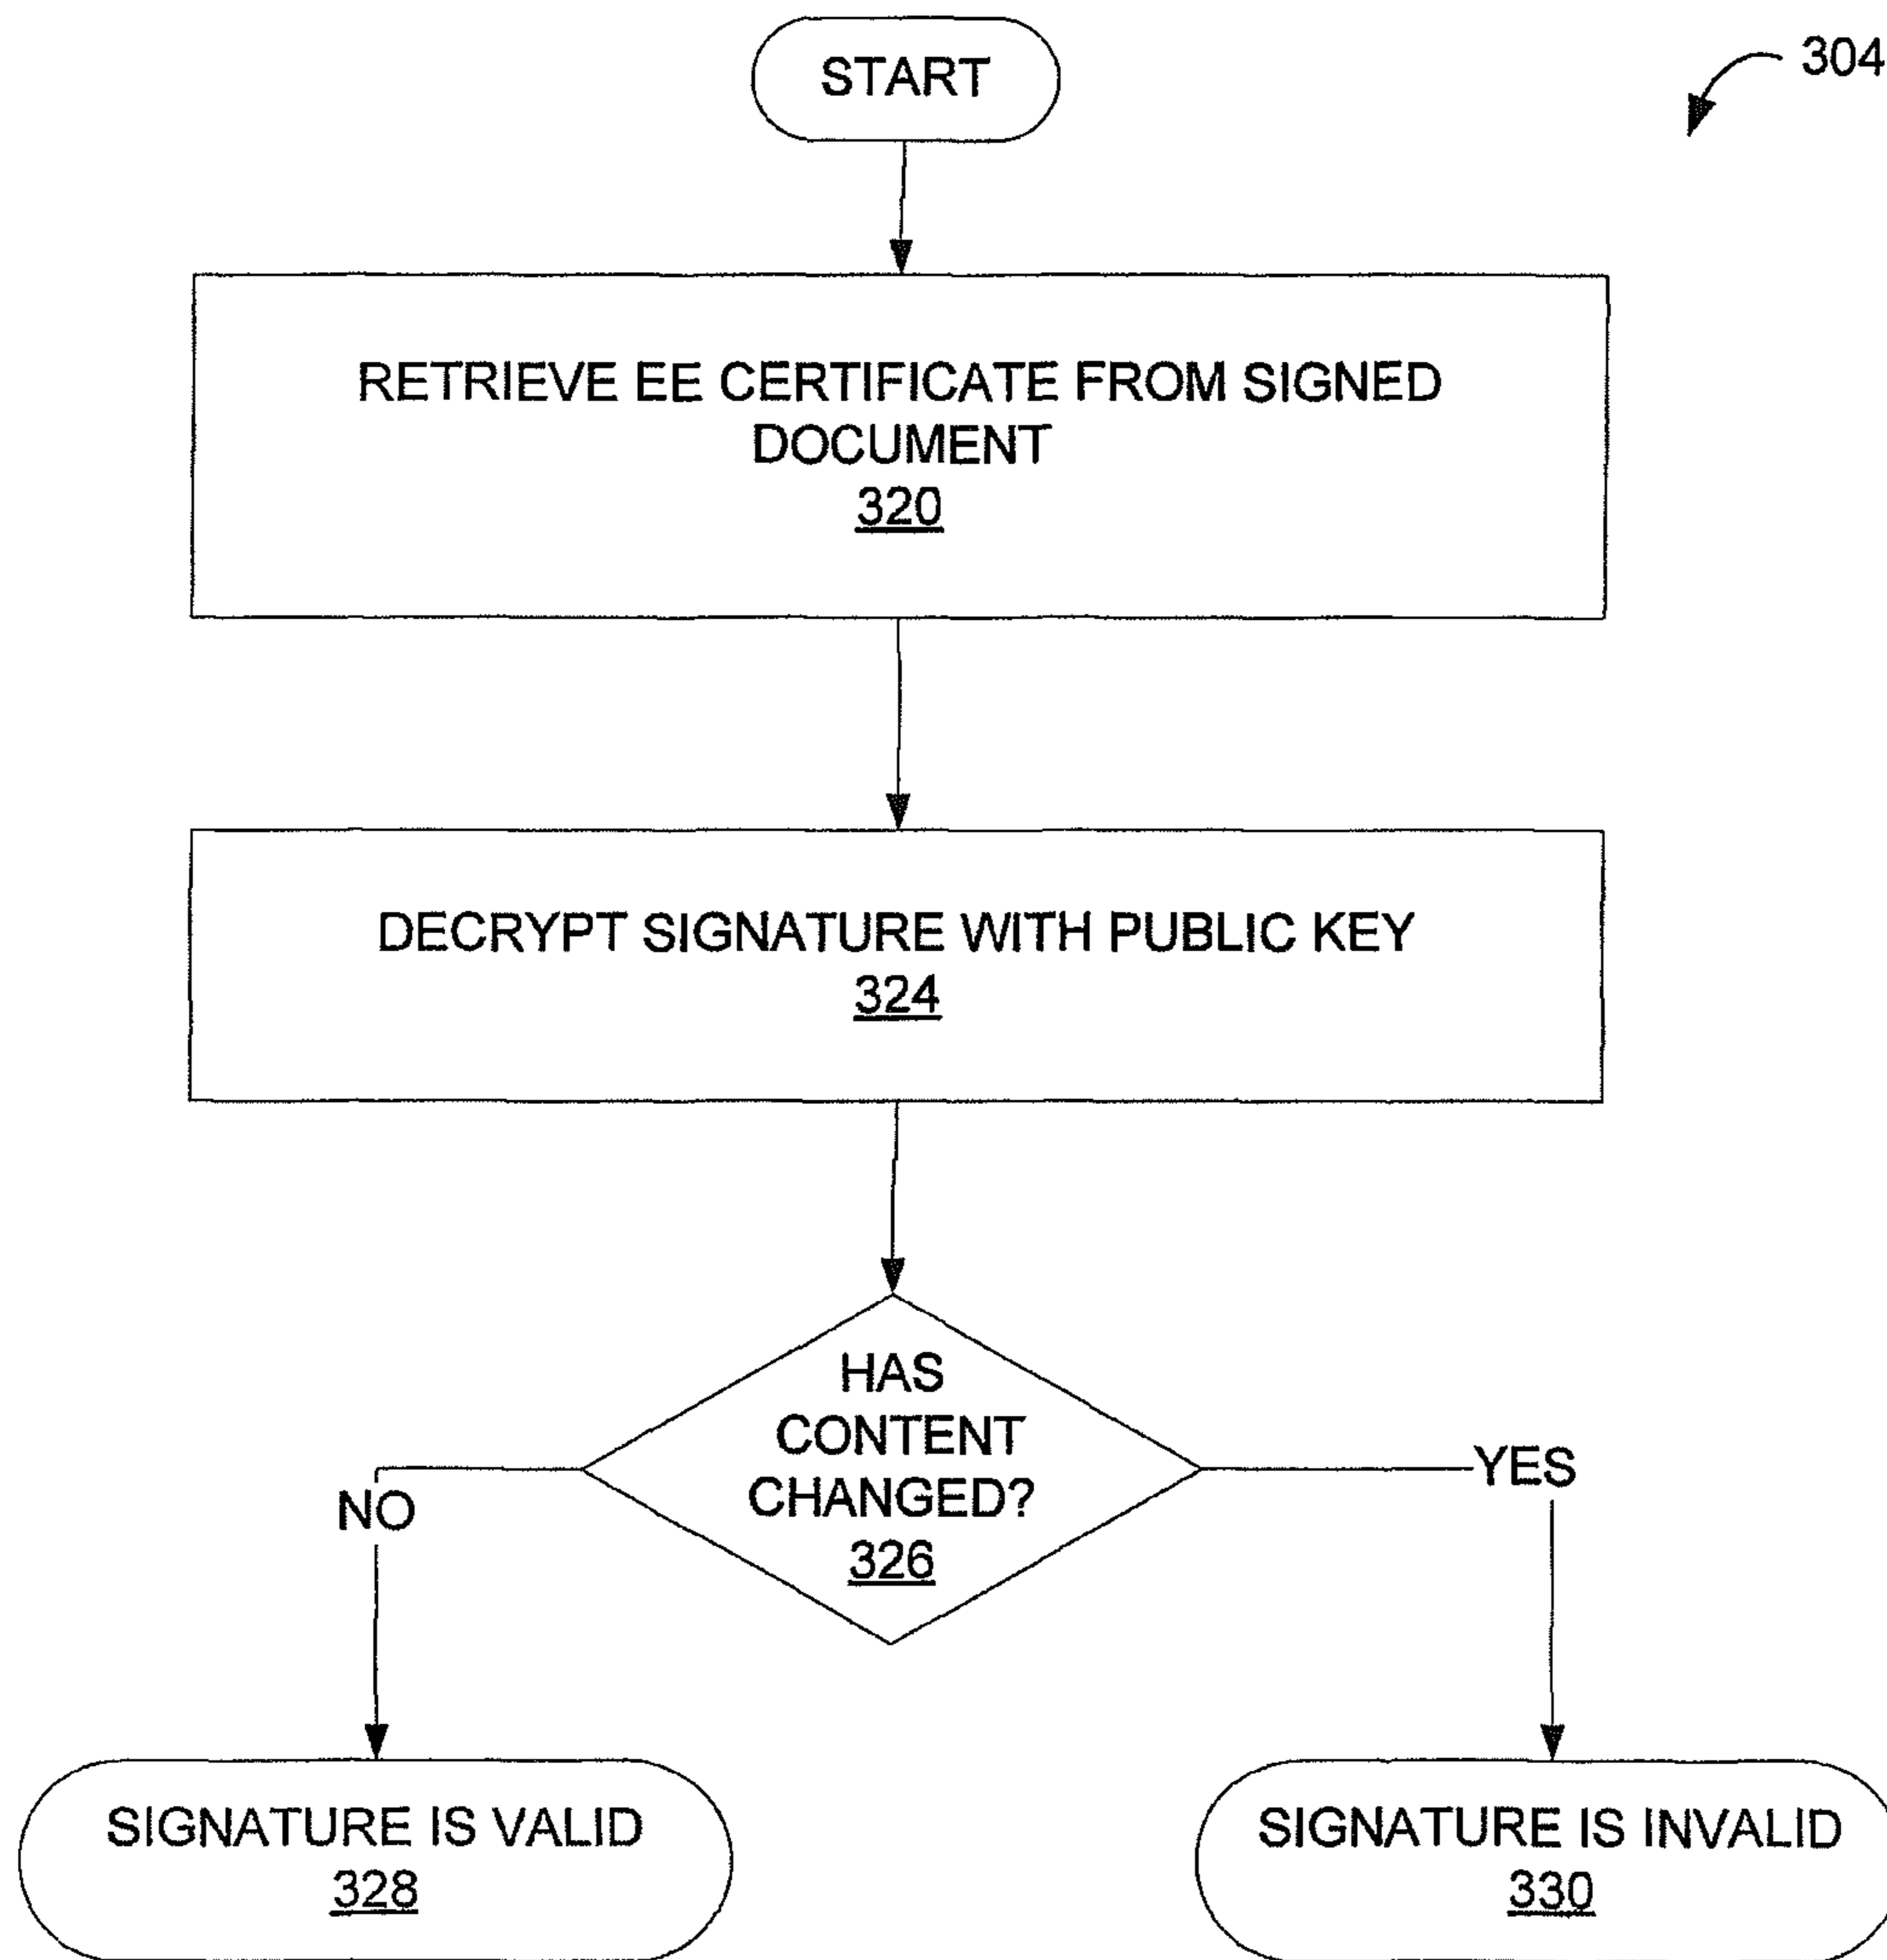 START
304
RETRIEVE EE CERTIFICATE FROM SIGNED
DOCUMENT
320
DECRYPT SIGNATURE WITH PUBLIC KEY
324
HAS
CONTENT
CHANGED?
326
NO
YES
SIGNATURE IS VALID
328
SIGNATURE IS INVALID
330